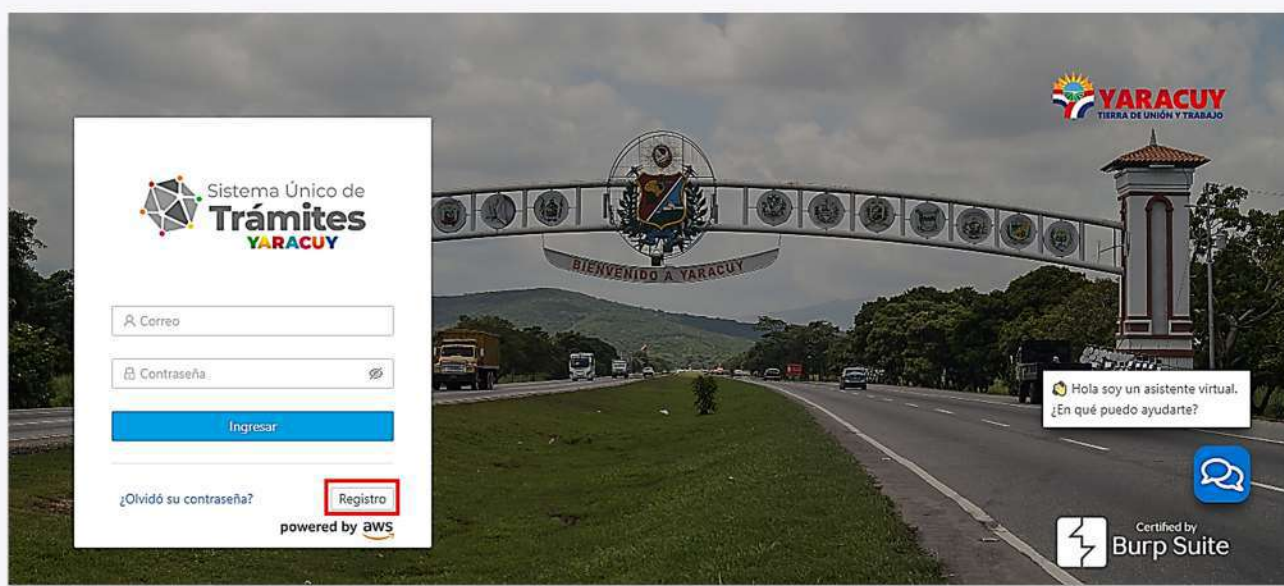 YARACUY
TIERRA DE UNIÓN Y TRABAJO
Sistema Único de
Trámites
YARACUY
BIENVENIDO A YARACUY
Correo
Contraseña
Ingresar
¿Olvidó su contraseña?
Registro
powered by aws
Hola soy un asistente virtual.
¿En qué puedo ayudarte?
Certified by
Burp Suite